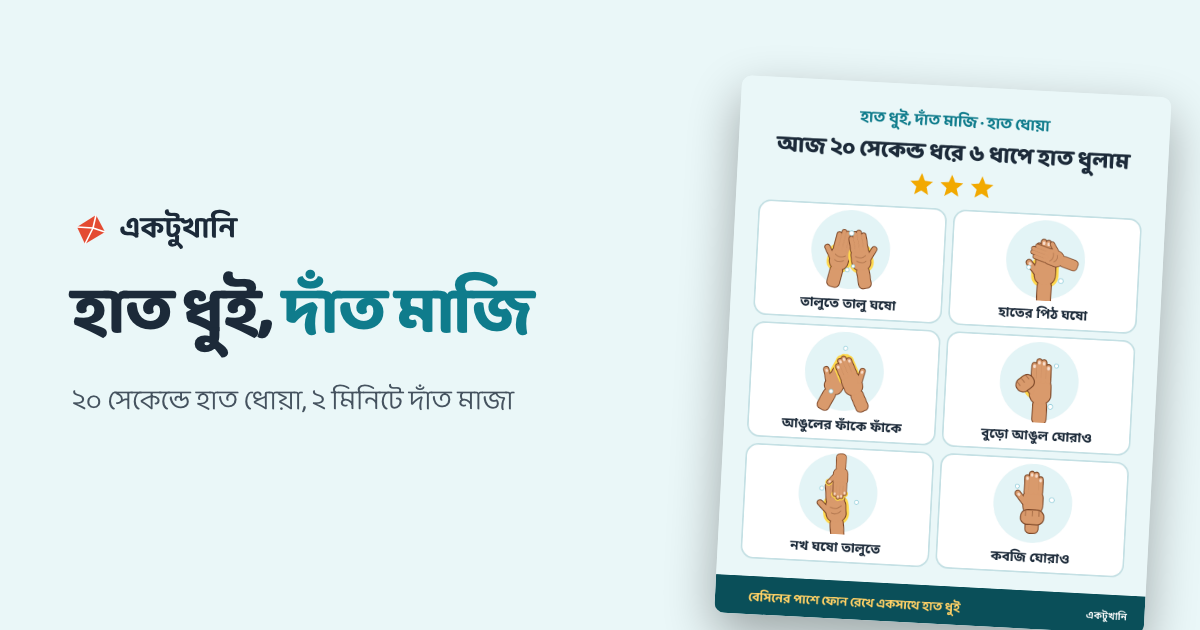 একটুখানি
হাত ধুই, দাঁত মাজি
২০ সেকেন্ডে হাত ধোয়া, ২ মিনিটে দাঁত মাজা
হাত ধুই, দাঁত মাজি · হাত ধোয়া
আজ ২০ সেকেন্ড ধরে ৬ ধাপে হাত ধুলাম
তালুতে তালু ঘষো
হাতের পিঠ ঘষো
আঙুলের ফাঁকে ফাঁকে
বুড়ো আঙুল ঘোরাও
নখ ঘষো তালুতে
কবজি ঘোরাও
বেসিনের পাশে ফোন রেখে একসাথে হাত ধুই
একটুখানি